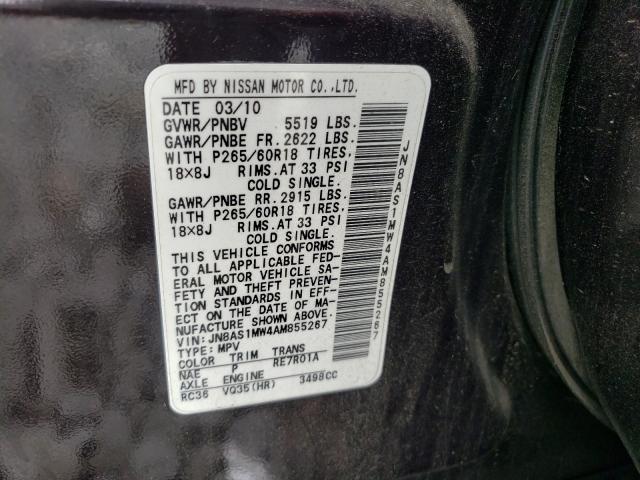 MFD BY NISSAN MOTOR CO.,LTD.
DATE 03/10
GVWR/PNBV 5519 LBS.
GAWR/PNBE FR. 2622 LBS.
WITH P265/60R18 TIRES,
18×8J RIMS.AT 33 PSI
COLD SINGLE.
GAWR/PNBE RR. 2915 LBS.
WITH P265/60R18 TIRES,
18×8J RIMS.AT 33 PSI
COLD SINGLE.
THIS VEHICLE CONFORMS
TO ALL APPLICABLE FED-
ERAL MOTOR VEHICLE SA-
FETY AND THEFT PREVEN-
TION STANDARDS IN EFF-
ECT ON THE DATE OF MA-
NUFACTURE SHOWN ABOVE.
VIN: JN8AS1MW4AM855267
TYPE: MPV
COLOR TRIM TRANS
NAE P RE7R01A
AXLE ENGINE
RC36 VQ35(HR) 3498CC
JN8AS1MW4AM855267